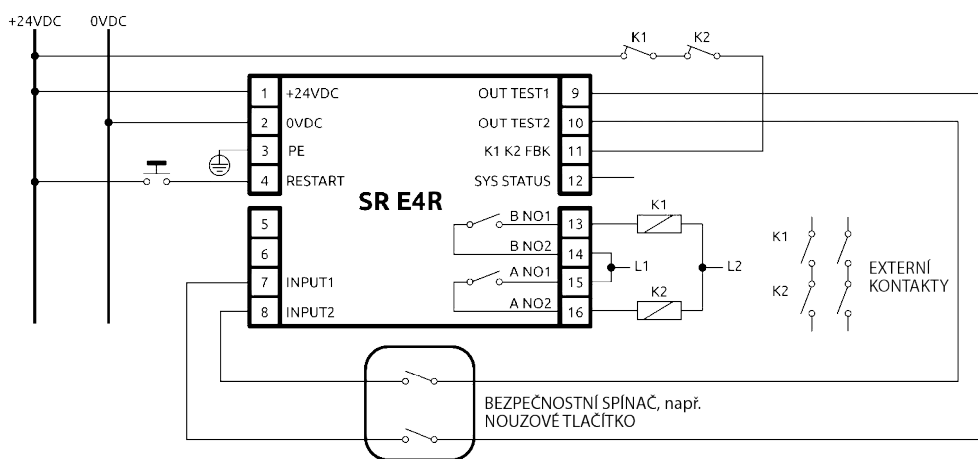 +24VDC 0VDC
K1 K2
1 +24VDC OUT TEST1 9
2 0VDC OUT TEST2 10
3 PE K1 K2 FBK 11
4 RESTART SYS STATUS 12
SR E4R
5 B NO1 13 K1
6 B NO2 14
L1 L2
7 INPUT1 A NO1 15
8 INPUT2 A NO2 16 K2
K1
K2
EXTERNÍ
KONTAKTY
BEZPEČNOSTNÍ SPÍNAČ, např.
NOUZOVÉ TLAČÍTKO